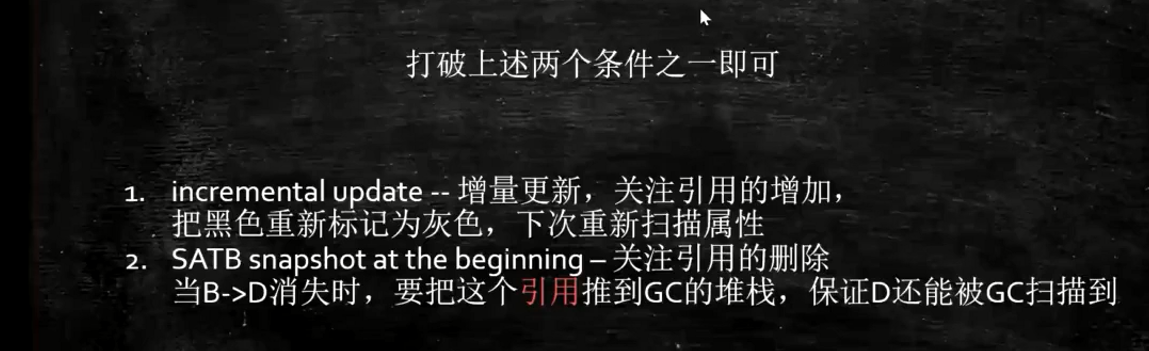 打破上述两个条件之一即可
1. incremental update -- 增量更新，关注引用的增加，
把黑色重新标记为灰色，下次重新扫描属性
2. SATB snapshot at the beginning – 关注引用的删除
当B->D消失时，要把这个引用推到GC的堆栈，保证D还能被GC扫描到